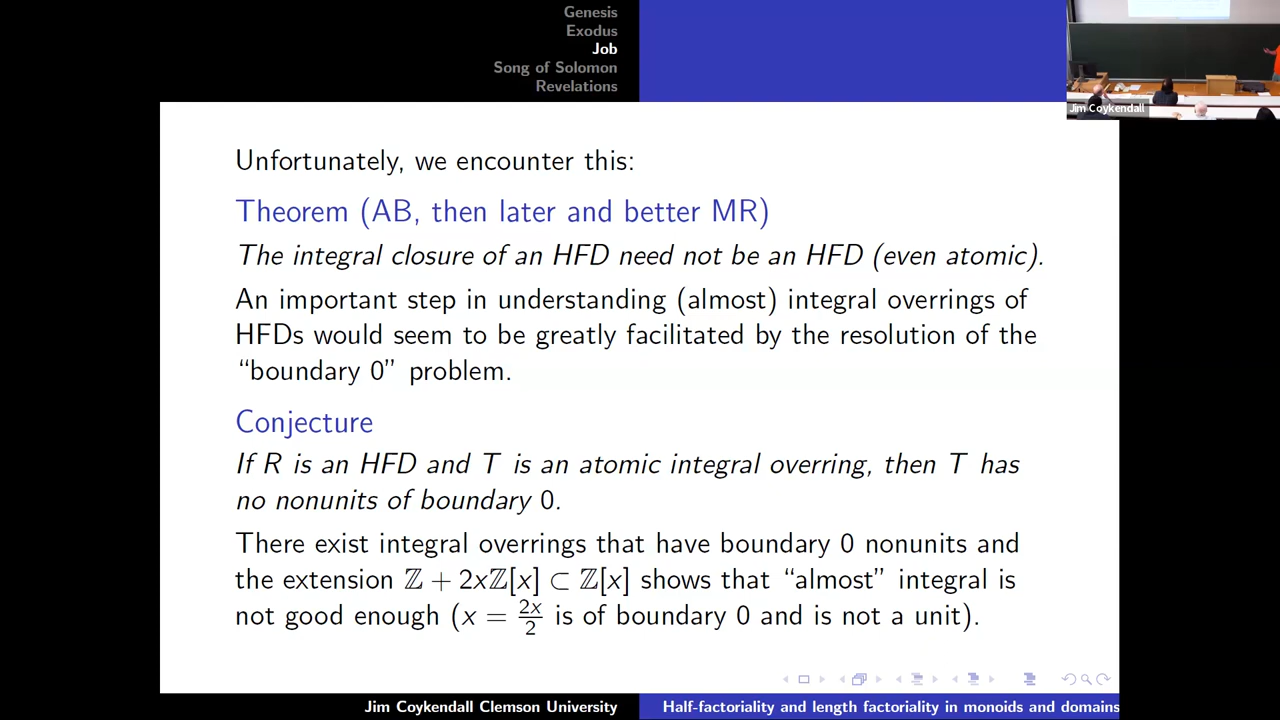 Genesis
Exodus
Job
Song of Solomon
Revelations
Jim Coykendall
Unfortunately, we encounter this:
Theorem (AB, then later and better MR)
The integral closure of an HFD need not be an HFD (even atomic).
An important step in understanding (almost) integral overrings of
HFDs would seem to be greatly facilitated by the resolution of the
“boundary 0” problem.
Conjecture
If R is an HFD and T is an atomic integral overring, then T has
no nonunits of boundary 0.
There exist integral overrings that have boundary 0 nonunits and
the extension ℤ + 2xℤ[x] ⊂ ℤ[x] shows that “almost” integral is
not good enough (x = 2x/2 is of boundary 0 and is not a unit).
Jim Coykendall Clemson University
Half-factoriality and length factoriality in monoids and domains